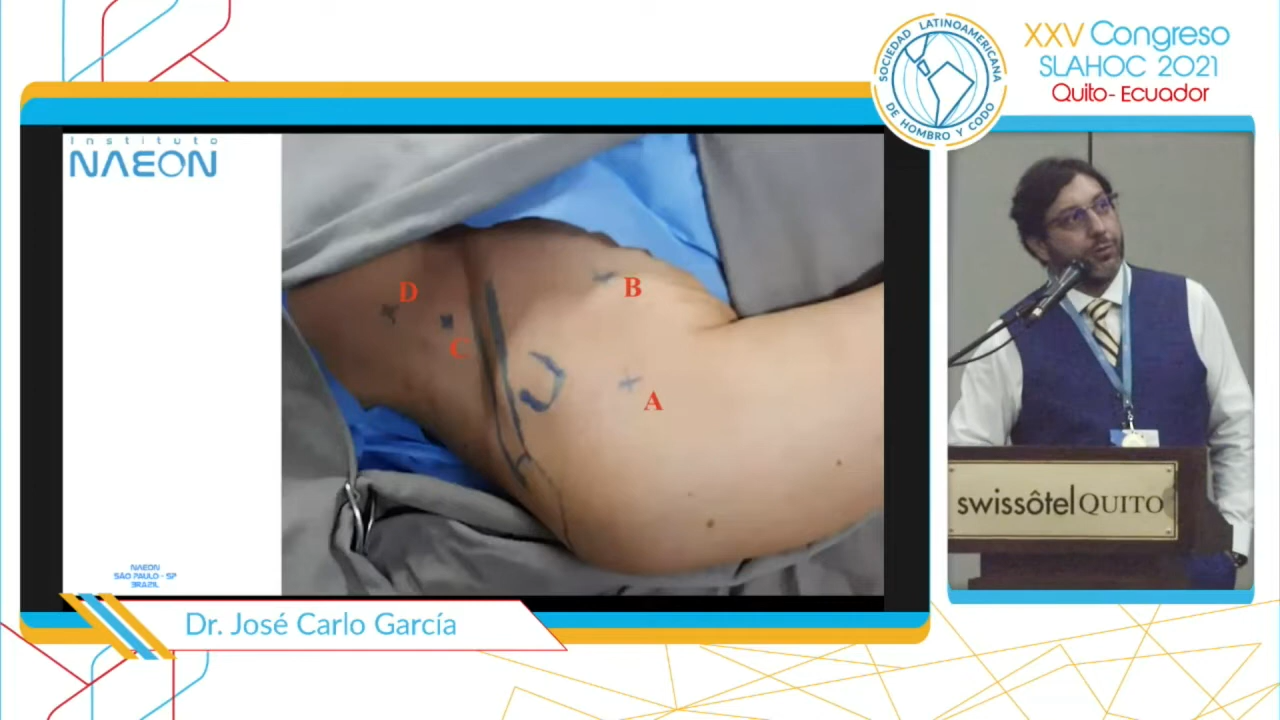 SOCIEDAD LATINOAMERICANA
DE HOMBRO Y CODO
XXV Congreso
SLAHOC 2021
Quito- Ecuador
Instituto
NAEON
D
B
C
A
NAEON
SÃO PAULO - SP
BRAZIL
swissôtel QUITO
Dr. José Carlo García